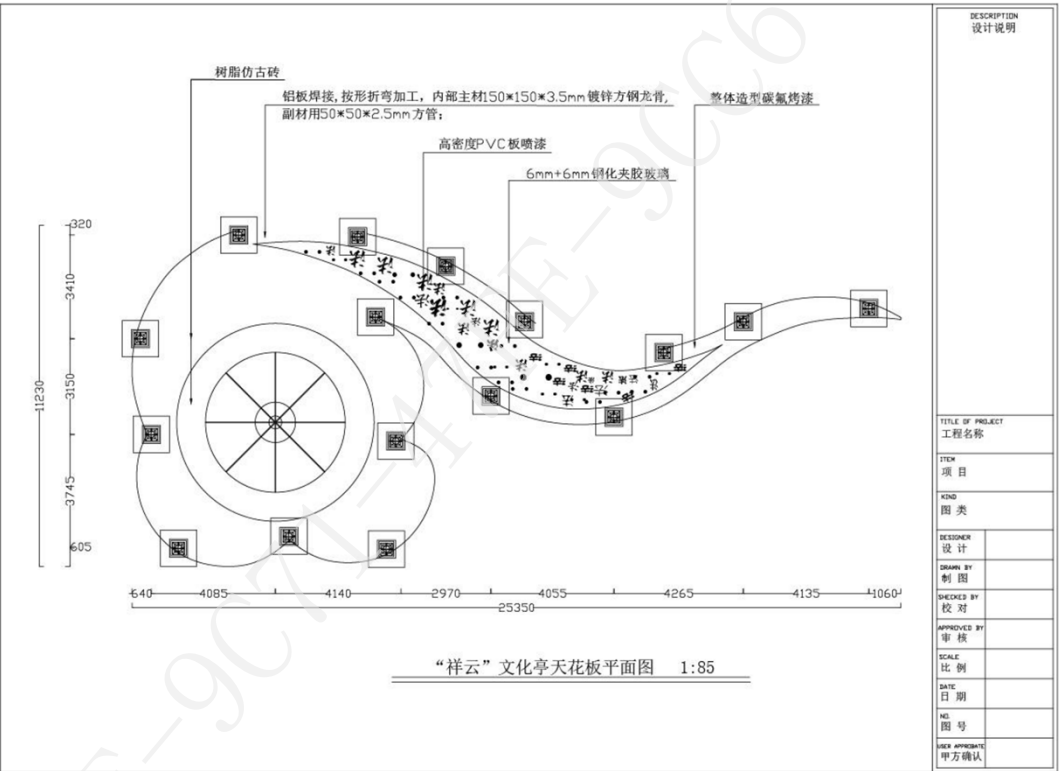 树脂仿古砖
铝板焊接,按形折弯加工，内部主材150*150*3.5mm镀锌方钢龙骨,
副材用50*50*2.5mm方管;
整体造型碳氟烤漆
高密度PVC板喷漆
6mm+6mm钢化夹胶玻璃
320
3410
3150
3745
605
11230
640 4085 4140 2970 4055 4265 4135 1060
25350
“祥云”文化亭天花板平面图 1:85
DESCRIPTION
设计说明
TITLE OF PROJECT
工程名称
ITEM
项 目
KIND
图 类
DESIGNER
设 计
DRAWN BY
制 图
SHECKED BY
校 对
APPROVED BY
审 核
SCALE
比 例
DATE
日 期
NO.
图 号
USER APPROBATE
甲方确认